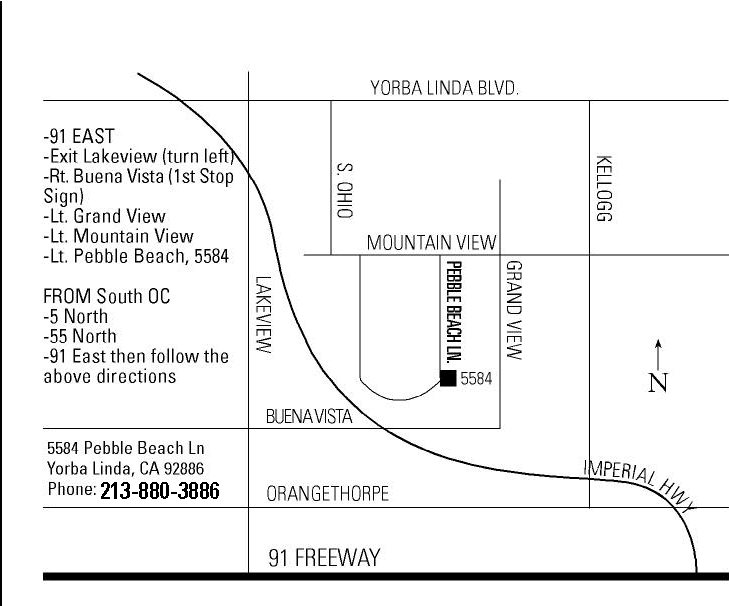 YORBA LINDA BLVD.
-91 EAST
-Exit Lakeview (turn left)
-Rt. Buena Vista (1st Stop
Sign)
-Lt. Grand View
-Lt. Mountain View
-Lt. Pebble Beach, 5584
FROM South OC
-5 North
-55 North
-91 East then follow the
above directions
S. OHIO
KELLOGG
MOUNTAIN VIEW
LAKEVIEW
PEBBLE BEACH LN.
GRAND VIEW
5584
N
BUENA VISTA
5584 Pebble Beach Ln
Yorba Linda, CA 92886
Phone: 213-880-3886
IMPERIAL HWY
ORANGETHORPE
91 FREEWAY